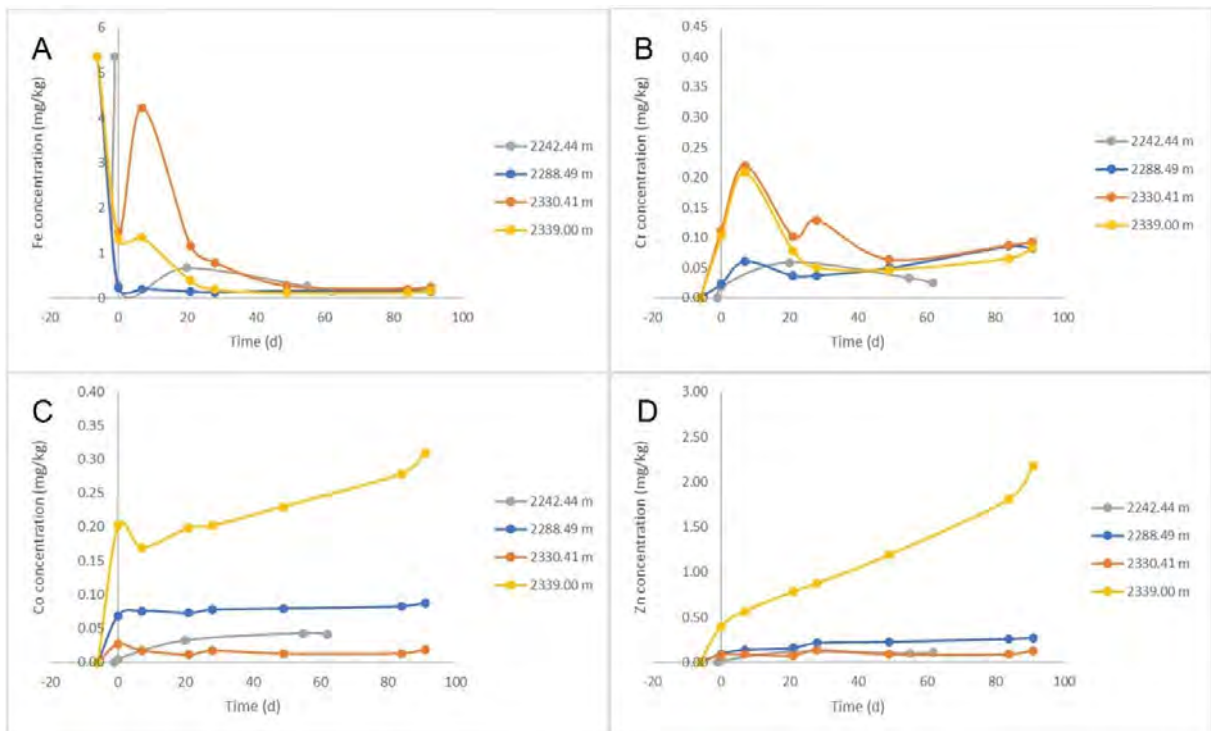 A
Fe concentration (mg/kg)
6
5
4
3
2
1
0
-20 0 20 40 60 80 100
Time (d)
2242.44 m
2288.49 m
2330.41 m
2339.00 m
B
Cr concentration (mg/kg)
0.45
0.40
0.35
0.30
0.25
0.20
0.15
0.10
0.05
0.00
-20 0 20 40 60 80 100
Time (d)
2242.44 m
2288.49 m
2330.41 m
2339.00 m
C
Co concentration (mg/kg)
0.40
0.35
0.30
0.25
0.20
0.15
0.10
0.05
0.00
-20 0 20 40 60 80 100
Time (d)
2242.44 m
2288.49 m
2330.41 m
2339.00 m
D
Zn concentration (mg/kg)
3.00
2.50
2.00
1.50
1.00
0.50
0.00
-20 0 20 40 60 80 100
Time (d)
2242.44 m
2288.49 m
2330.41 m
2339.00 m